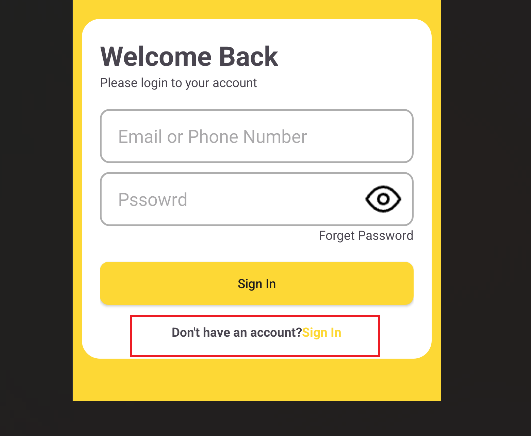 Welcome Back
Please login to your account
Email or Phone Number
Pssowrd
Forget Password
Sign In
Don't have an account?Sign In